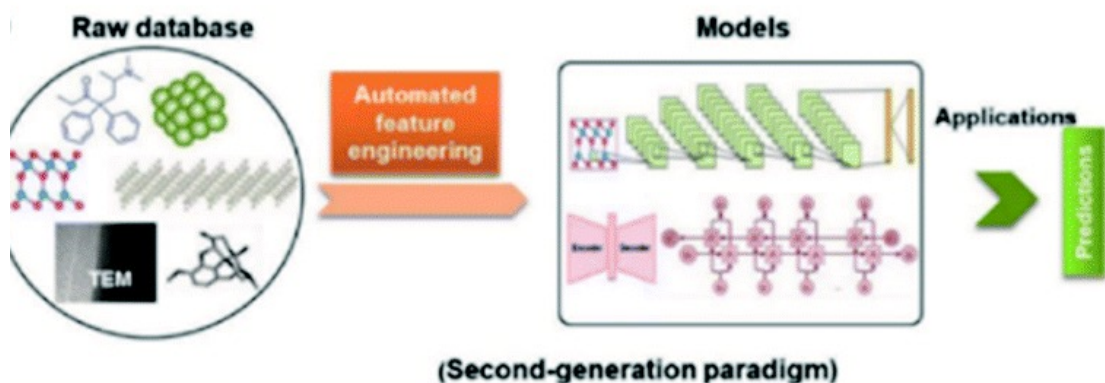 Raw database
Models
Automated
feature
engineering
Applications
Predictions
TEM
Encoder
Decoder
(Second-generation paradigm)